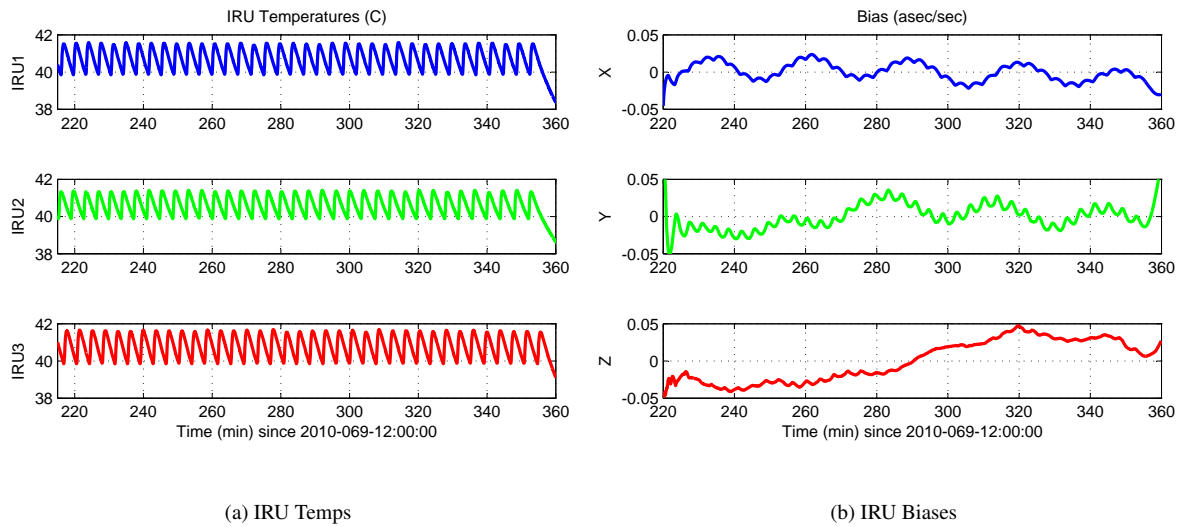 IRU Temperatures (C)
42
40
38
IRU1
220 240 260 280 300 320 340 360
42
40
38
IRU2
220 240 260 280 300 320 340 360
42
40
38
IRU3
220 240 260 280 300 320 340 360
Time (min) since 2010-069-12:00:00
(a) IRU Temps
Bias (asec/sec)
0.05
0
-0.05
X
220 240 260 280 300 320 340 360
0.05
0
-0.05
Y
220 240 260 280 300 320 340 360
0.05
0
-0.05
Z
220 240 260 280 300 320 340 360
Time (min) since 2010-069-12:00:00
(b) IRU Biases